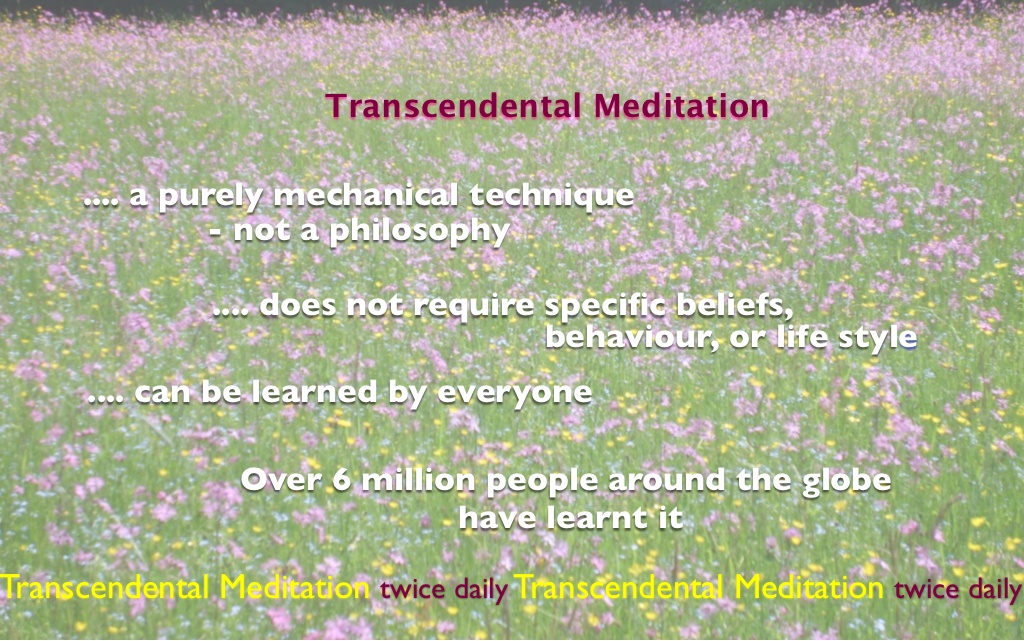 Transcendental Meditation
.... a purely mechanical technique
- not a philosophy
.... does not require specific beliefs,
behaviour, or life style
.... can be learned by everyone
Over 6 million people around the globe
have learnt it
Transcendental Meditation twice daily Transcendental Meditation twice daily